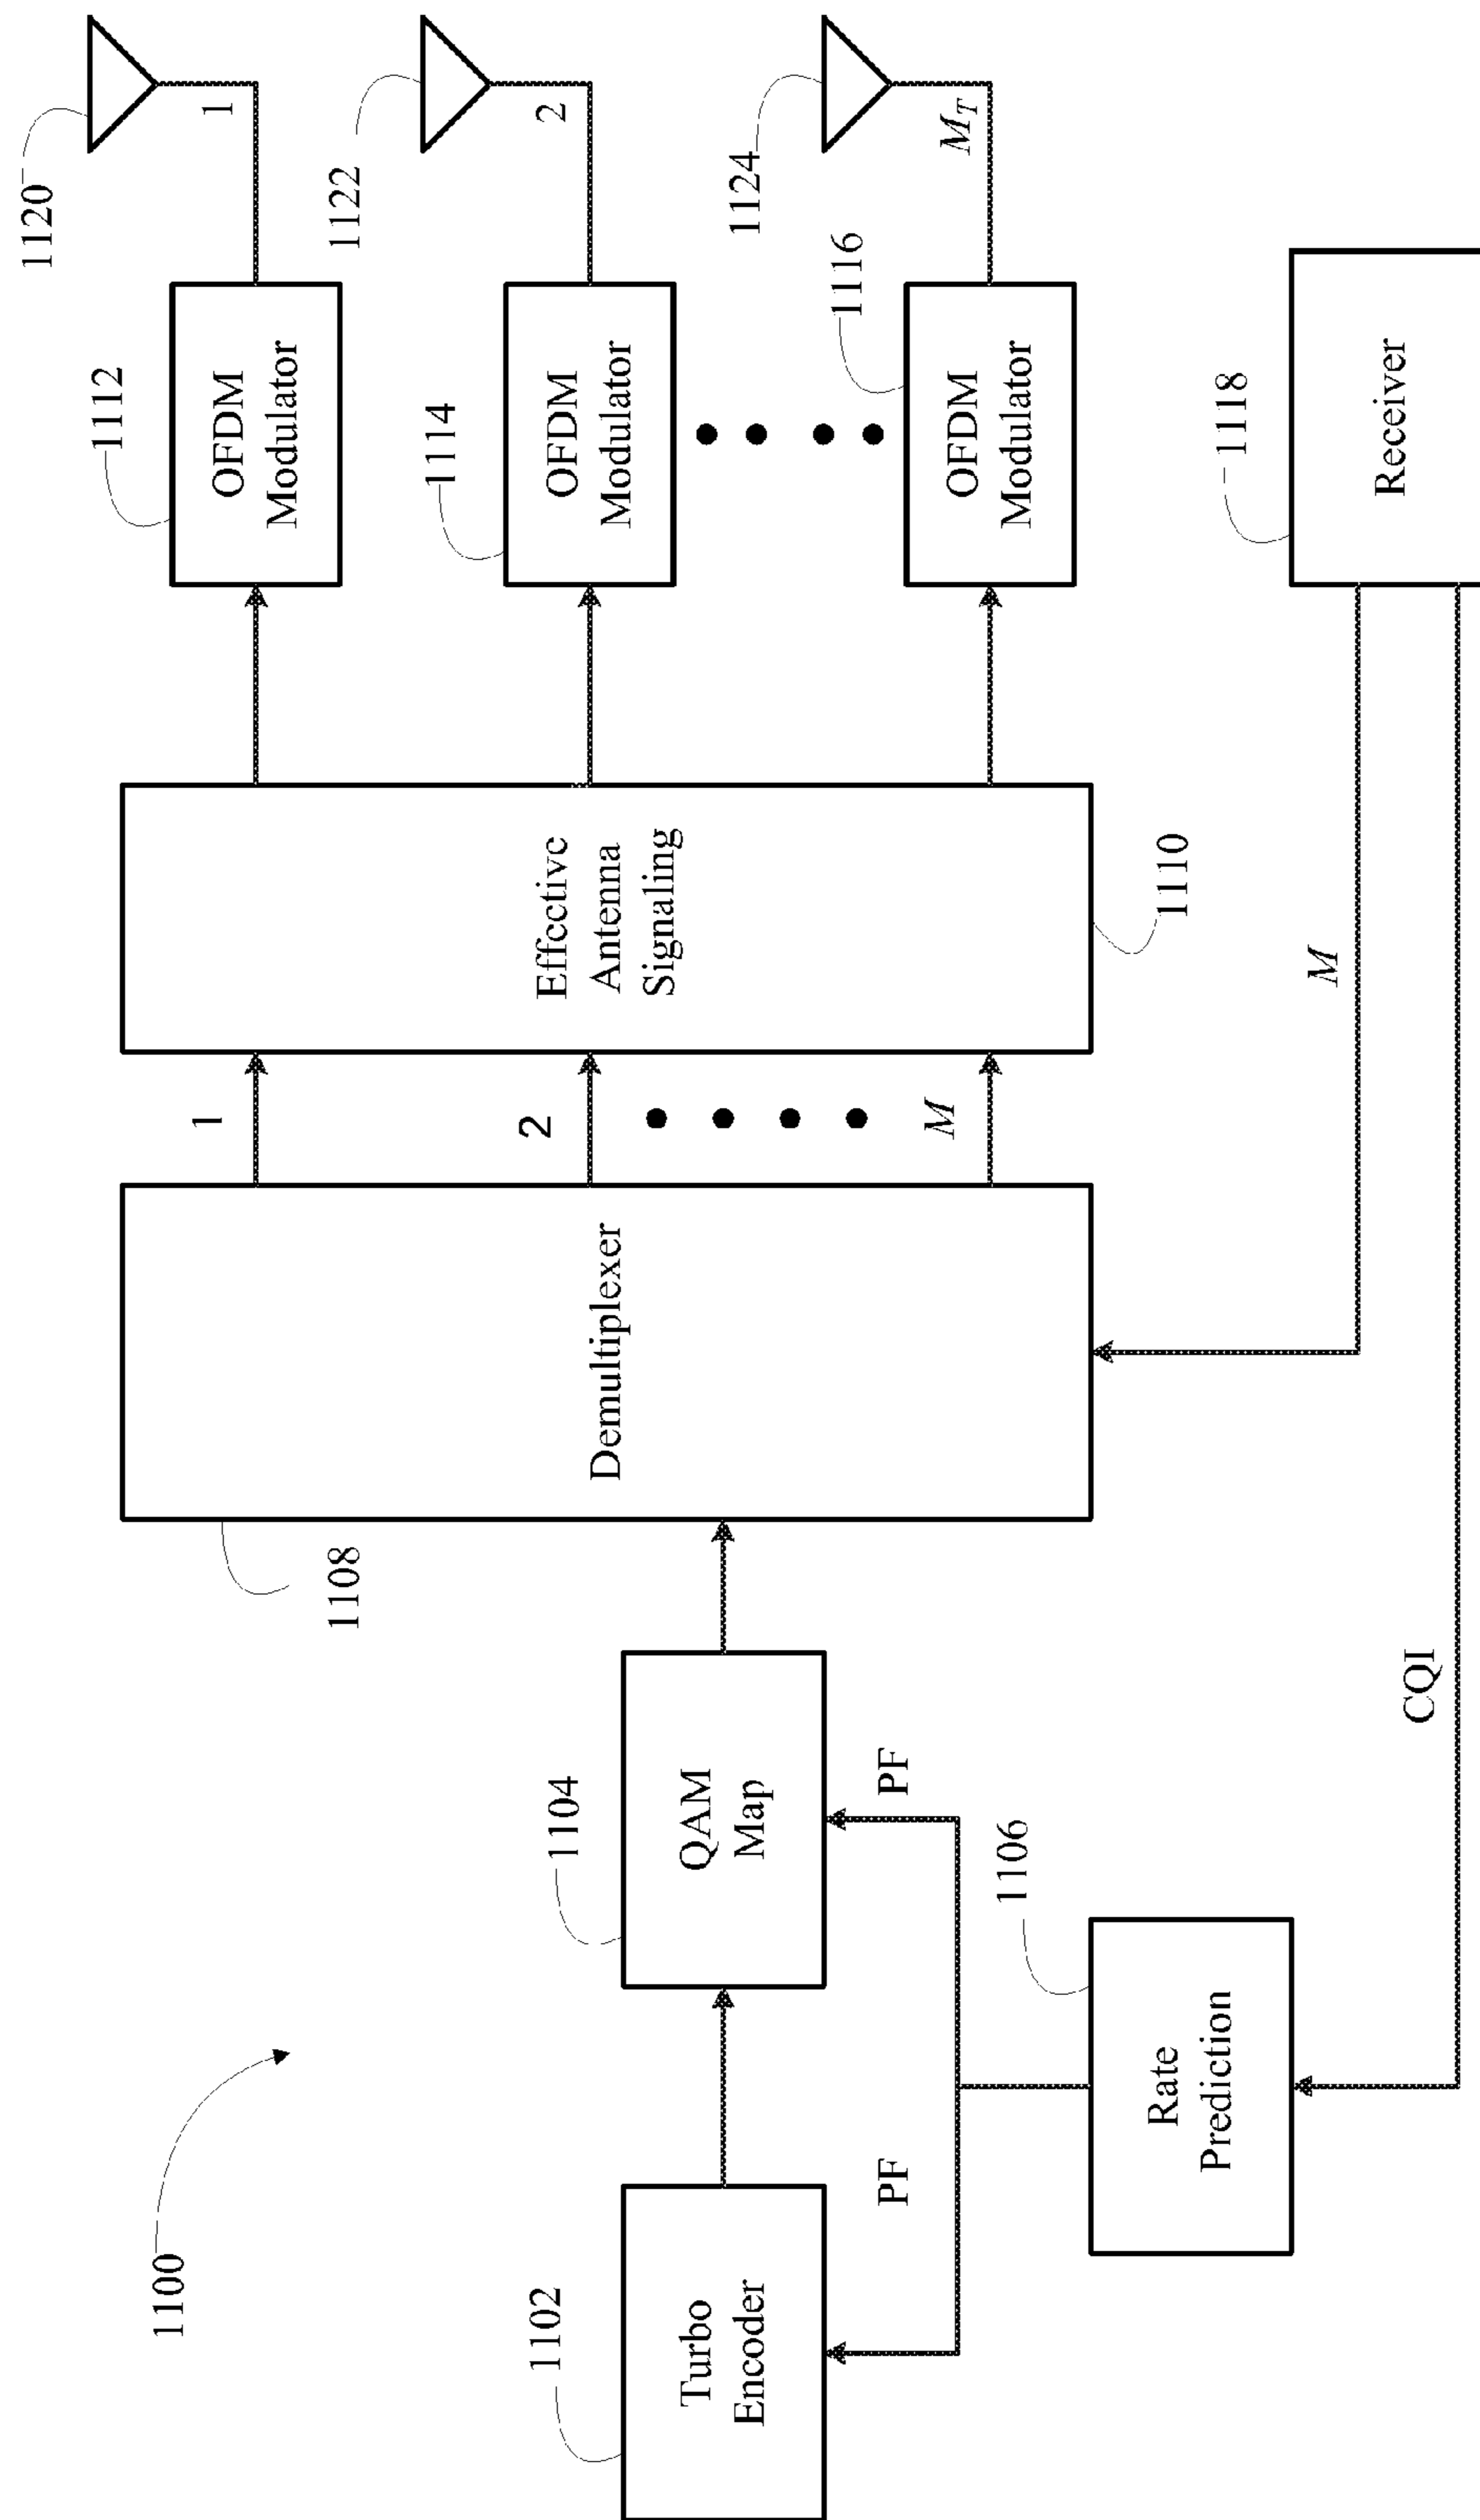 1100
1102
Turbo
Encoder
1104
QAM
Map
PF
PF
1106
Rate
Prediction
CQI
1108
Demultiplexer
1
2
M
Effective
Antenna
Signaling
1110
M
1112
OFDM
Modulator
1114
OFDM
Modulator
1116
OFDM
Modulator
1118
Receiver
1120
1
1122
2
1124
M_T